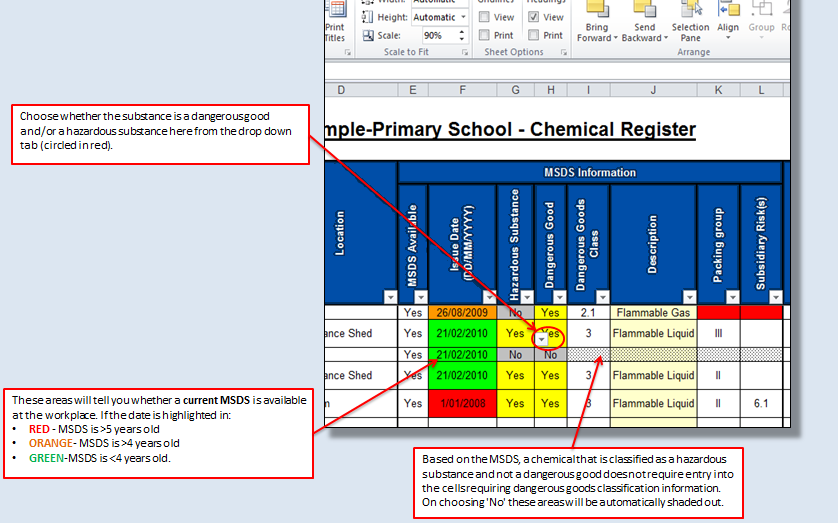 Width: Automatic
Gridlines Headings
Print Titles
Height: Automatic
View
View
Scale: 90%
Print
Print
Bring Forward
Send Backward
Selection Pane
Align
Group
Scale to Fit
Sheet Options
Arrange
D E F G H I J K L
Choose whether the substance is a dangerous good
and/or a hazardous substance here from the drop down
tab (circled in red).
mple-Primary School - Chemical Register
MSDS Information
Location
MSDS Available
Issue Date
(DD/MM/YYYY)
Hazardous Substance
Dangerous Good
Dangerous Goods
Class
Description
Packing group
Subsidiary Risk(s)
Yes 26/08/2009 No Yes 2.1 Flammable Gas
ance Shed Yes 21/02/2010 Yes Yes 3 Flammable Liquid III
Yes 21/02/2010 No No
ance Shed Yes 21/02/2010 Yes Yes 3 Flammable Liquid II
m Yes 1/01/2008 Yes Yes 3 Flammable Liquid II 6.1
These areas will tell you whether a current MSDS is available
at the workplace. If the date is highlighted in:
• RED - MSDS is >5 years old
• ORANGE- MSDS is >4 years old
• GREEN-MSDS is <4 years old.
Based on the MSDS, a chemical that is classified as a hazardous
substance and not a dangerous good does not require entry into
the cells requiring dangerous goods classification information.
On choosing 'No' these areas will be automatically shaded out.